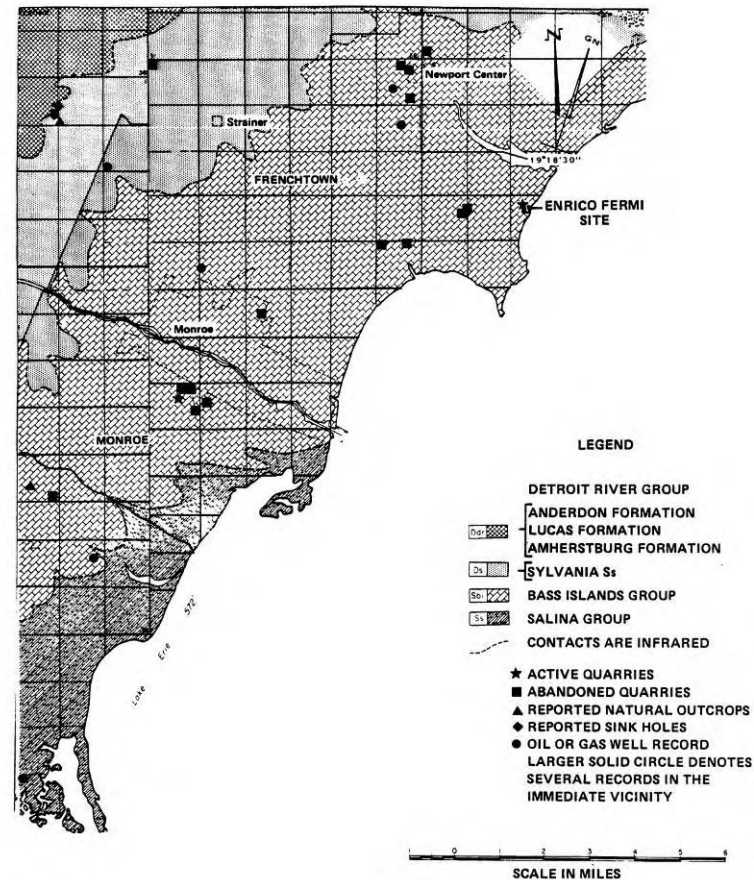 Newport Center
N
GN
Strainer
19°18'30"
FRENCHTOWN
ENRICO FERMI
SITE
Monroe
MONROE
Lake Erie 572'
LEGEND
DETROIT RIVER GROUP
ANDERDON FORMATION
Ddr LUCAS FORMATION
AMHERSTBURG FORMATION
Ds SYLVANIA Ss
Sbi BASS ISLANDS GROUP
Ss SALINA GROUP
CONTACTS ARE INFRARED
ACTIVE QUARRIES
ABANDONED QUARRIES
REPORTED NATURAL OUTCROPS
REPORTED SINK HOLES
OIL OR GAS WELL RECORD
LARGER SOLID CIRCLE DENOTES
SEVERAL RECORDS IN THE
IMMEDIATE VICINITY
0 2 3 4 5 6
SCALE IN MILES